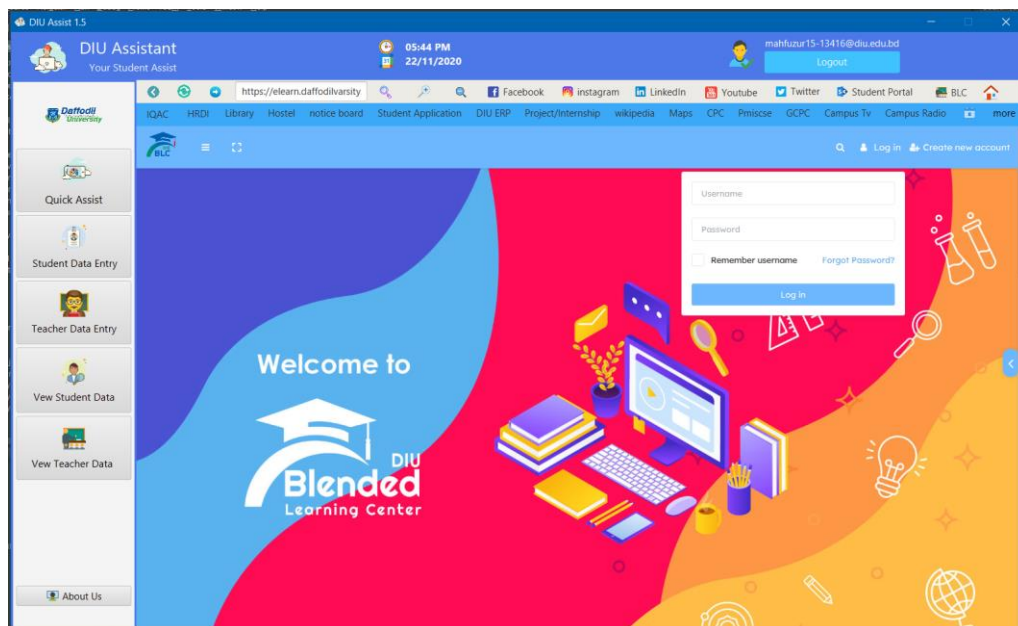 DIU Assist 1.5
DIU Assistant
Your Student Assist
05:44 PM
22/11/2020
mahfuzur15-13416@diu.edu.bd
Logout
https://elearn.daffodilvarsity
Facebook instagram LinkedIn Youtube Twitter Student Portal BLC
Daffodil
University
IQAC HRDI Library Hostel notice board Student Application DIU ERP Project/Internship wikipedia Maps CPC Pmiscse GCPC Campus Tv Campus Radio more
BLC
Log in Create new account
Quick Assist
Student Data Entry
Teacher Data Entry
Vew Student Data
Vew Teacher Data
About Us
Username
Password
Remember username Forgot Password?
Log in
Welcome to
DIU
Blended
Learning Center